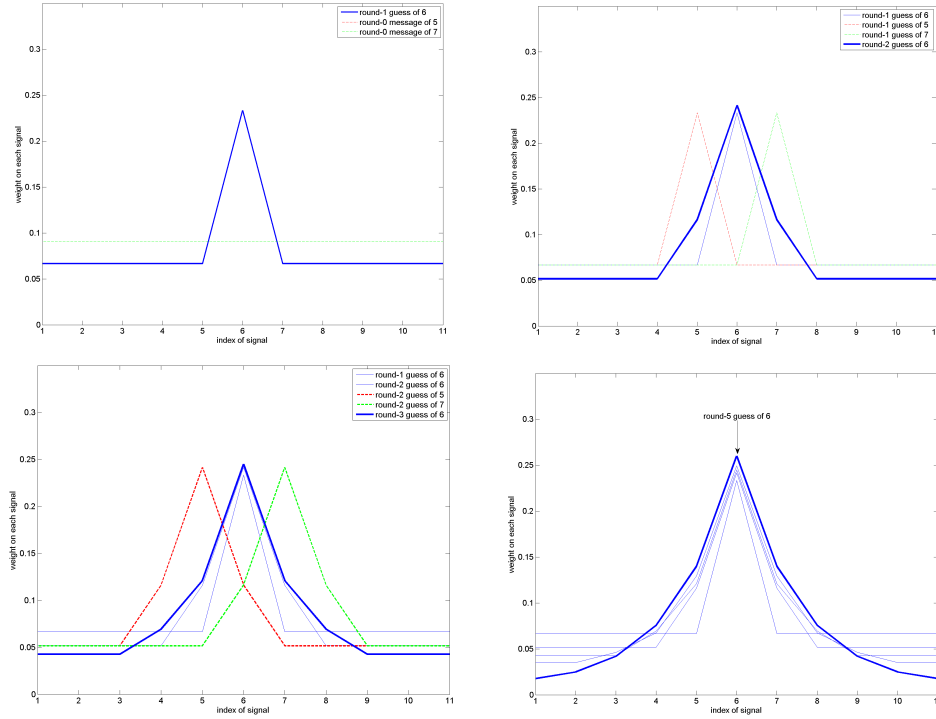 round-1 guess of 6
round-0 message of 5
round-0 message of 7
0.3
0.25
0.2
0.15
0.1
0.05
0
weight on each signal
1 2 3 4 5 6 7 8 9 10 11
index of signal
round-1 guess of 6
round-1 guess of 5
round-1 guess of 7
round-2 guess of 6
0.3
0.25
0.2
0.15
0.1
0.05
0
weight on each signal
1 2 3 4 5 6 7 8 9 10
index of signal
round-1 guess of 6
round-2 guess of 6
round-2 guess of 5
round-2 guess of 7
round-3 guess of 6
0.3
0.25
0.2
0.15
0.1
0.05
0
weight on each signal
1 2 3 4 5 6 7 8 9 10 11
index of signal
round-5 guess of 6
0.3
0.25
0.2
0.15
0.1
0.05
0
weight on each signal
1 2 3 4 5 6 7 8 9 10
index of signal